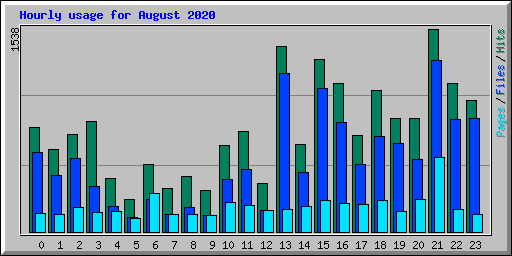 Hourly usage for August 2020
1538
Pages/Files/Hits
0 1 2 3 4 5 6 7 8 9 10 11 12 13 14 15 16 17 18 19 20 21 22 23